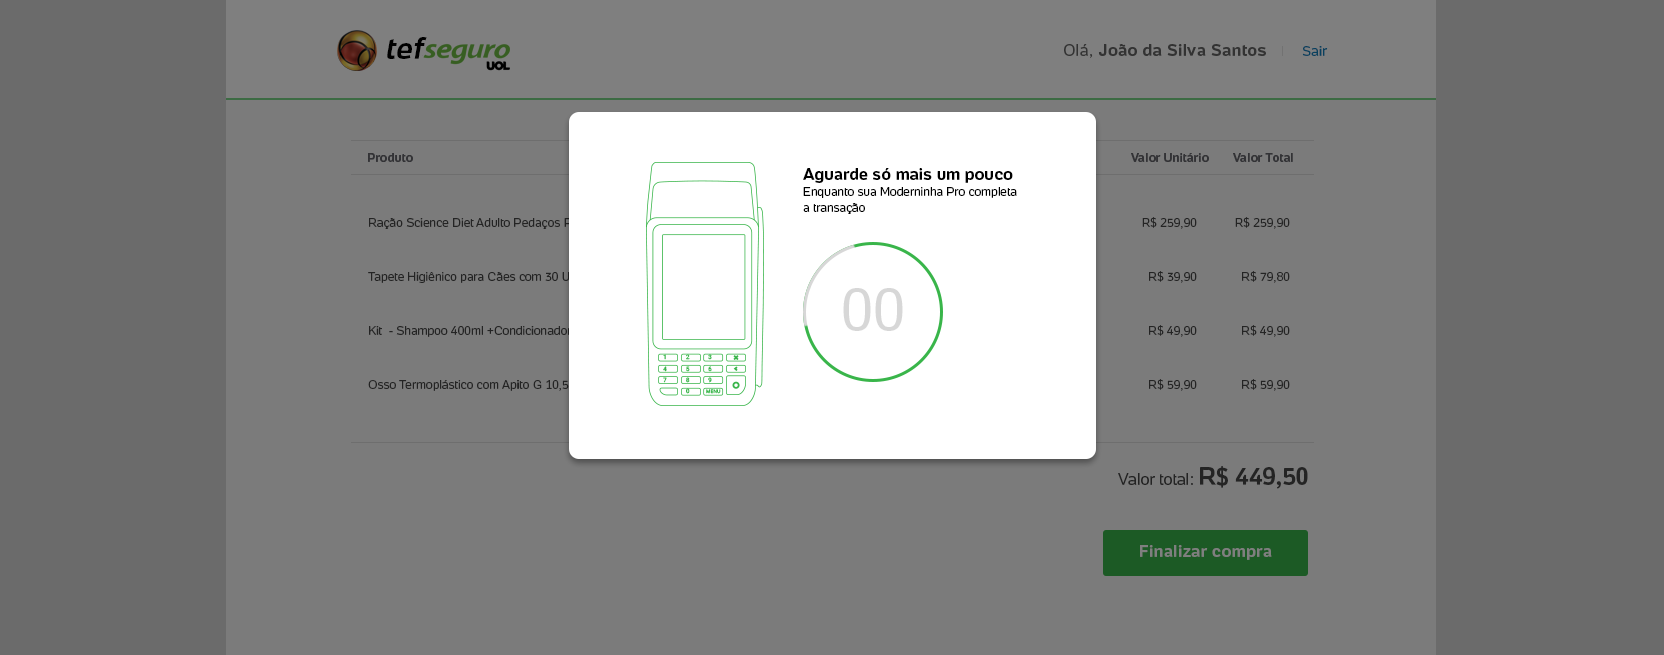 tefseguro
UOL
Olá, João da Silva Santos
Sair
Produto
Valor Unitário
Valor Total
Ração Science Diet Adulto Pedaços
R$ 259,90
R$ 259,90
Tapete Higiênico para Cães com 30
R$ 39,90
R$ 79,80
Kit - Shampoo 400ml +Condicionador
R$ 49,90
R$ 49,90
Osso Termoplástico com Apito G 10,5
R$ 59,90
R$ 59,90
Valor total: R$ 449,50
Finalizar compra
Aguarde só mais um pouco
Enquanto sua Moderninha Pro completa
a transação
00
1 2 3
4 5 6
7 8 9
0 MENU